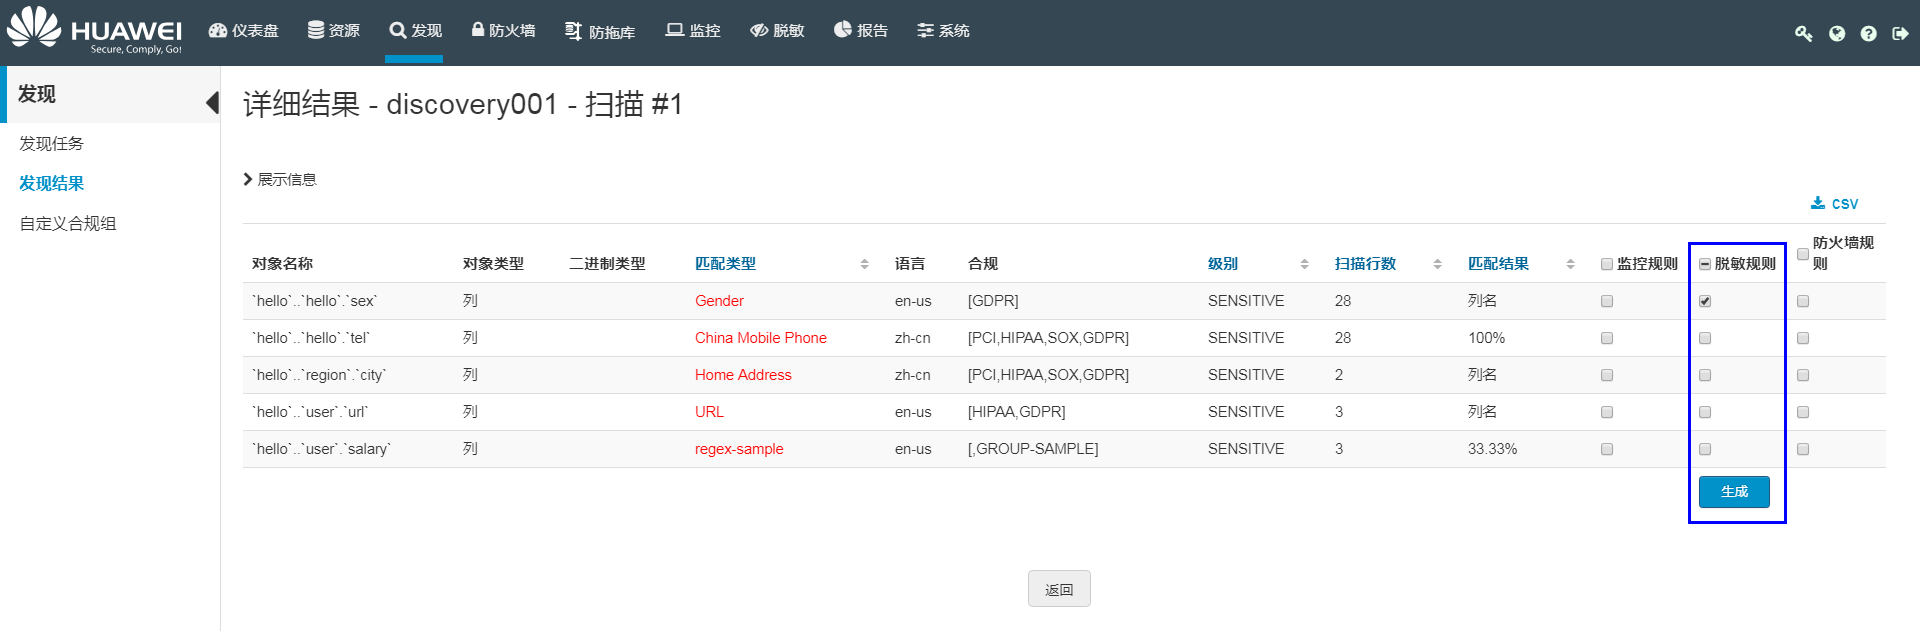 HUAWEI
Secure, Comply, Go!
仪表盘 资源 发现 防火墙 防拖库 监控 脱敏 报告 系统
发现
发现任务
发现结果
自定义合规组
详细结果 - discovery001 - 扫描 #1
展示信息
CSV
对象名称 对象类型 二进制类型 匹配类型 语言 合规 级别 扫描行数 匹配结果 监控规则 脱敏规则 防火墙规则
`hello`..`hello`.`sex` 列 Gender en-us [GDPR] SENSITIVE 28 列名
`hello`..`hello`.`tel` 列 China Mobile Phone zh-cn [PCI,HIPAA,SOX,GDPR] SENSITIVE 28 100%
`hello`..`region`.`city` 列 Home Address zh-cn [PCI,HIPAA,SOX,GDPR] SENSITIVE 2 列名
`hello`..`user`.`url` 列 URL en-us [HIPAA,GDPR] SENSITIVE 3 列名
`hello`..`user`.`salary` 列 regex-sample en-us [,GROUP-SAMPLE] SENSITIVE 3 33.33%
生成
返回